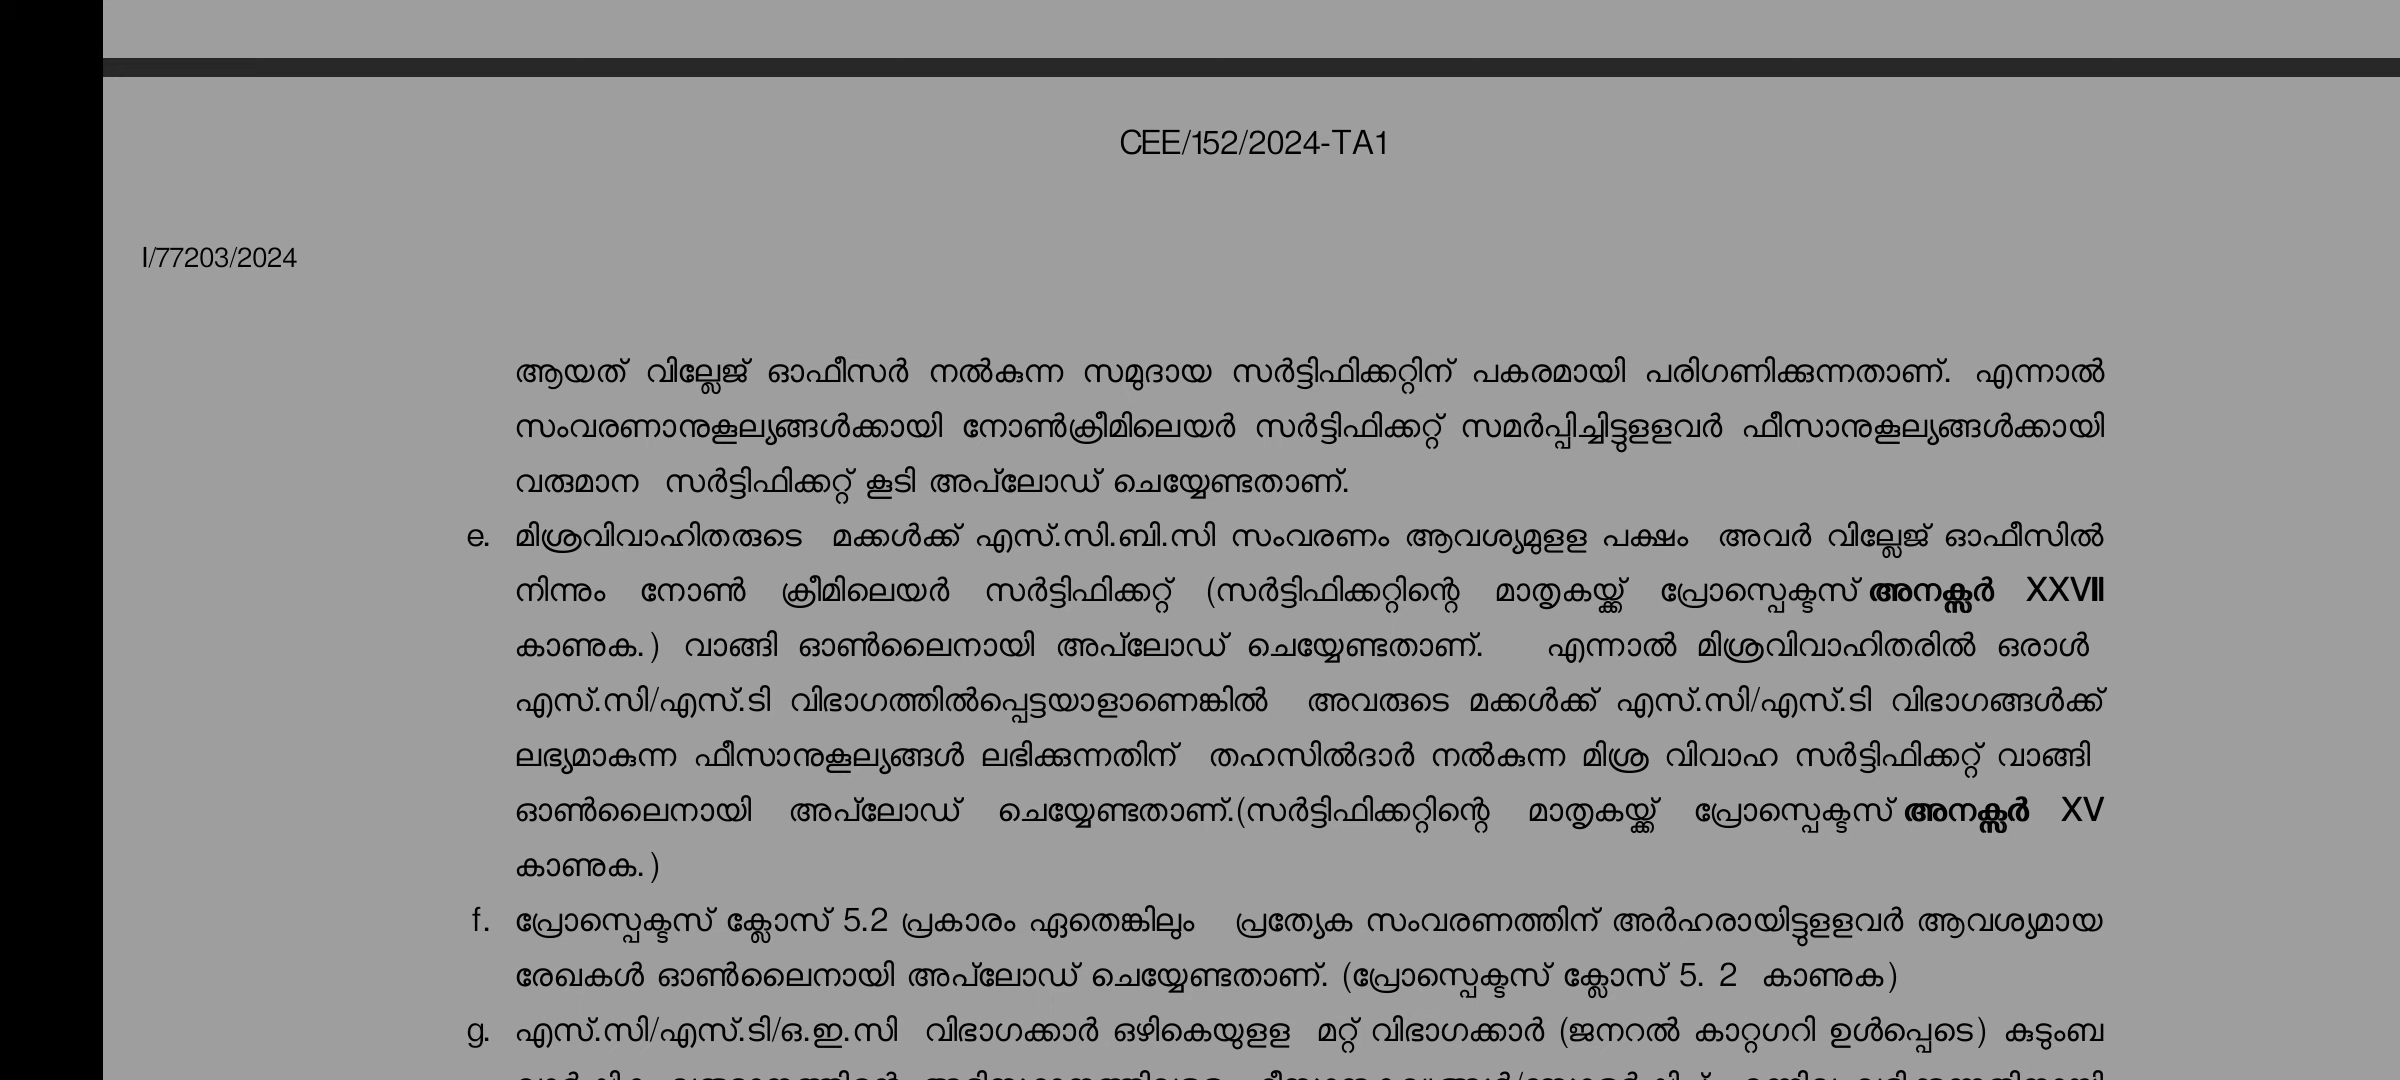 CEE/152/2024-TA1
I/77203/2024
ആയത് വില്ലേജ് ഓഫീസർ നൽകുന്ന സമുദായ സർട്ടിഫിക്കറ്റിന് പകരമായി പരിഗണിക്കുന്നതാണ്. എന്നാൽ
സംവരണാനുകൂല്യങ്ങൾക്കായി നോൺക്രീമിലെയർ സർട്ടിഫിക്കറ്റ് സമർപ്പിച്ചിട്ടുളളവർ ഫീസാനുകൂല്യങ്ങൾക്കായി
വരുമാന സർട്ടിഫിക്കറ്റ് കൂടി അപ്‌ലോഡ് ചെയ്യേണ്ടതാണ്.
e. മിശ്രവിവാഹിതരുടെ മക്കൾക്ക് എസ്.സി.ബി.സി സംവരണം ആവശ്യമുളള പക്ഷം അവർ വില്ലേജ് ഓഫീസിൽ
നിന്നും നോൺ ക്രീമിലെയർ സർട്ടിഫിക്കറ്റ് (സർട്ടിഫിക്കറ്റിന്റെ മാതൃകയ്ക്ക് പ്രോസ്പെക്ടസ് അനക്സർ XXVII
കാണുക.) വാങ്ങി ഓൺലൈനായി അപ്‌ലോഡ് ചെയ്യേണ്ടതാണ്. എന്നാൽ മിശ്രവിവാഹിതരിൽ ഒരാൾ
എസ്.സി/എസ്.ടി വിഭാഗത്തിൽപ്പെട്ടയാളാണെങ്കിൽ അവരുടെ മക്കൾക്ക് എസ്.സി/എസ്.ടി വിഭാഗങ്ങൾക്ക്
ലഭ്യമാകുന്ന ഫീസാനുകൂല്യങ്ങൾ ലഭിക്കുന്നതിന് തഹസിൽദാർ നൽകുന്ന മിശ്ര വിവാഹ സർട്ടിഫിക്കറ്റ് വാങ്ങി
ഓൺലൈനായി അപ്‌ലോഡ് ചെയ്യേണ്ടതാണ്.(സർട്ടിഫിക്കറ്റിന്റെ മാതൃകയ്ക്ക് പ്രോസ്പെക്ടസ് അനക്സർ XV
കാണുക.)
f. പ്രോസ്പെക്ടസ് ക്ലോസ് 5.2 പ്രകാരം ഏതെങ്കിലും പ്രത്യേക സംവരണത്തിന് അർഹരായിട്ടുളളവർ ആവശ്യമായ
രേഖകൾ ഓൺലൈനായി അപ്‌ലോഡ് ചെയ്യേണ്ടതാണ്. (പ്രോസ്പെക്ടസ് ക്ലോസ് 5. 2 കാണുക)
g. എസ്.സി/എസ്.ടി/ഒ.ഇ.സി വിഭാഗക്കാർ ഒഴികെയുളള മറ്റ് വിഭാഗക്കാർ (ജനറൽ കാറ്റഗറി ഉൾപ്പെടെ) കുടുംബ